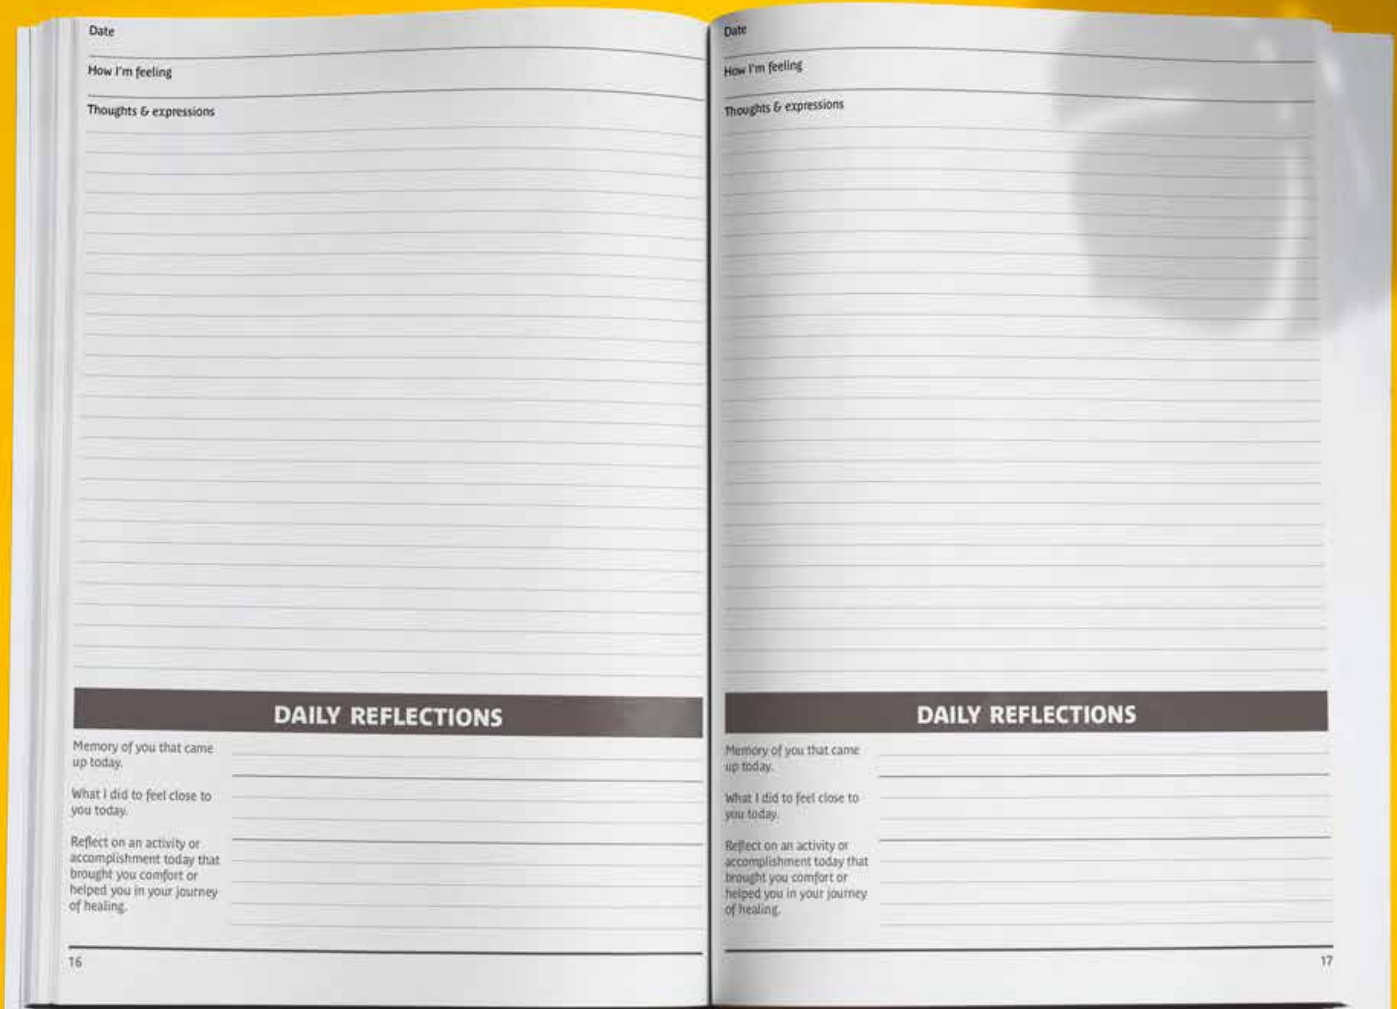 Date
How I'm feeling
Thoughts & expressions
DAILY REFLECTIONS
Memory of you that came
up today.
What I did to feel close to
you today.
Reflect on an activity or
accomplishment today that
brought you comfort or
helped you in your journey
of healing.
16
Date
How I'm feeling
Thoughts & expressions
DAILY REFLECTIONS
Memory of you that came
up today.
What I did to feel close to
you today.
Reflect on an activity or
accomplishment today that
brought you comfort or
helped you in your journey
of healing.
17